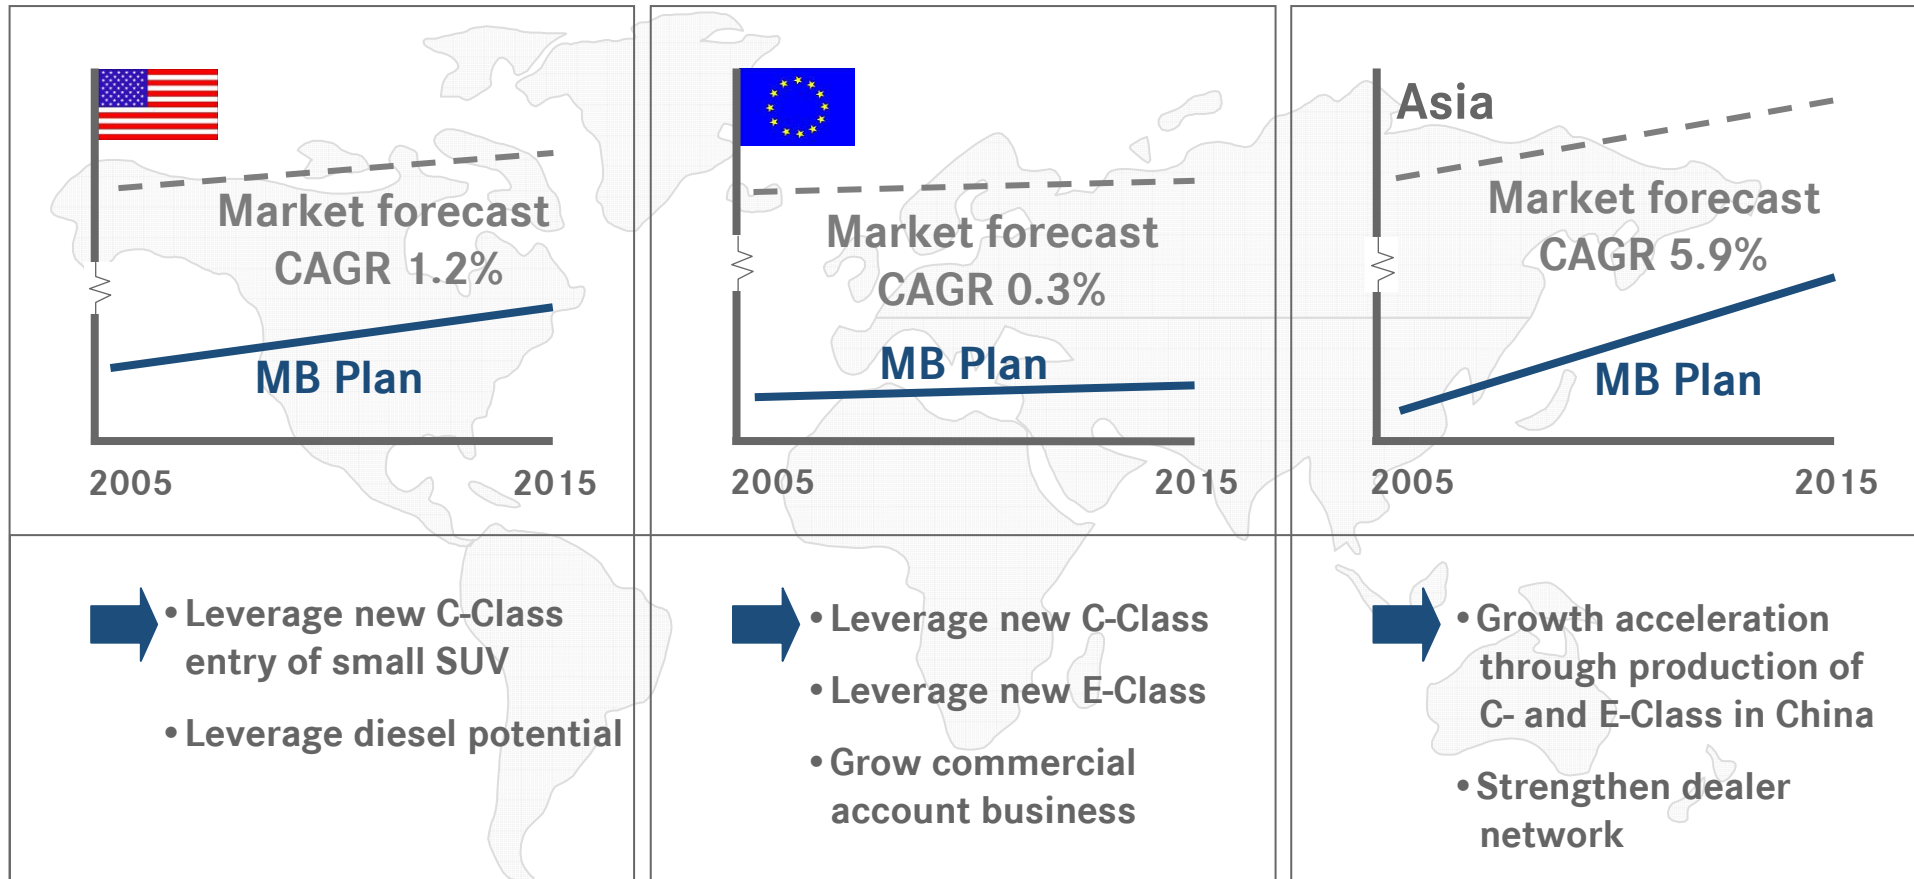 Market forecast
CAGR 1.2%
MB Plan
2005 2015
• Leverage new C-Class
entry of small SUV
• Leverage diesel potential
Market forecast
CAGR 0.3%
MB Plan
2005 2015
• Leverage new C-Class
• Leverage new E-Class
• Grow commercial
account business
Asia
Market forecast
CAGR 5.9%
MB Plan
2005 2015
• Growth acceleration
through production of
C- and E-Class in China
• Strengthen dealer
network